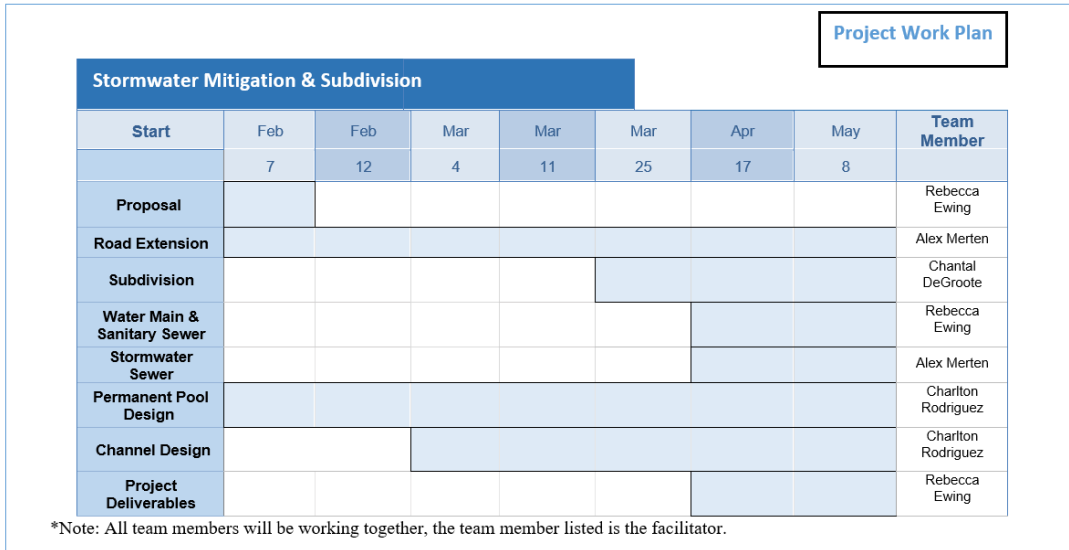 Project Work Plan
Stormwater Mitigation & Subdivision
Start Feb Feb Mar Mar Mar Apr May Team
Member
7 12 4 11 25 17 8
Proposal Rebecca
Ewing
Road Extension Alex Merten
Subdivision Chantal
DeGroote
Water Main & Rebecca
Sanitary Sewer Ewing
Stormwater
Sewer Alex Merten
Permanent Pool Charlton
Design Rodriguez
Channel Design Charlton
Rodriguez
Project Rebecca
Deliverables Ewing
*Note: All team members will be working together, the team member listed is the facilitator.